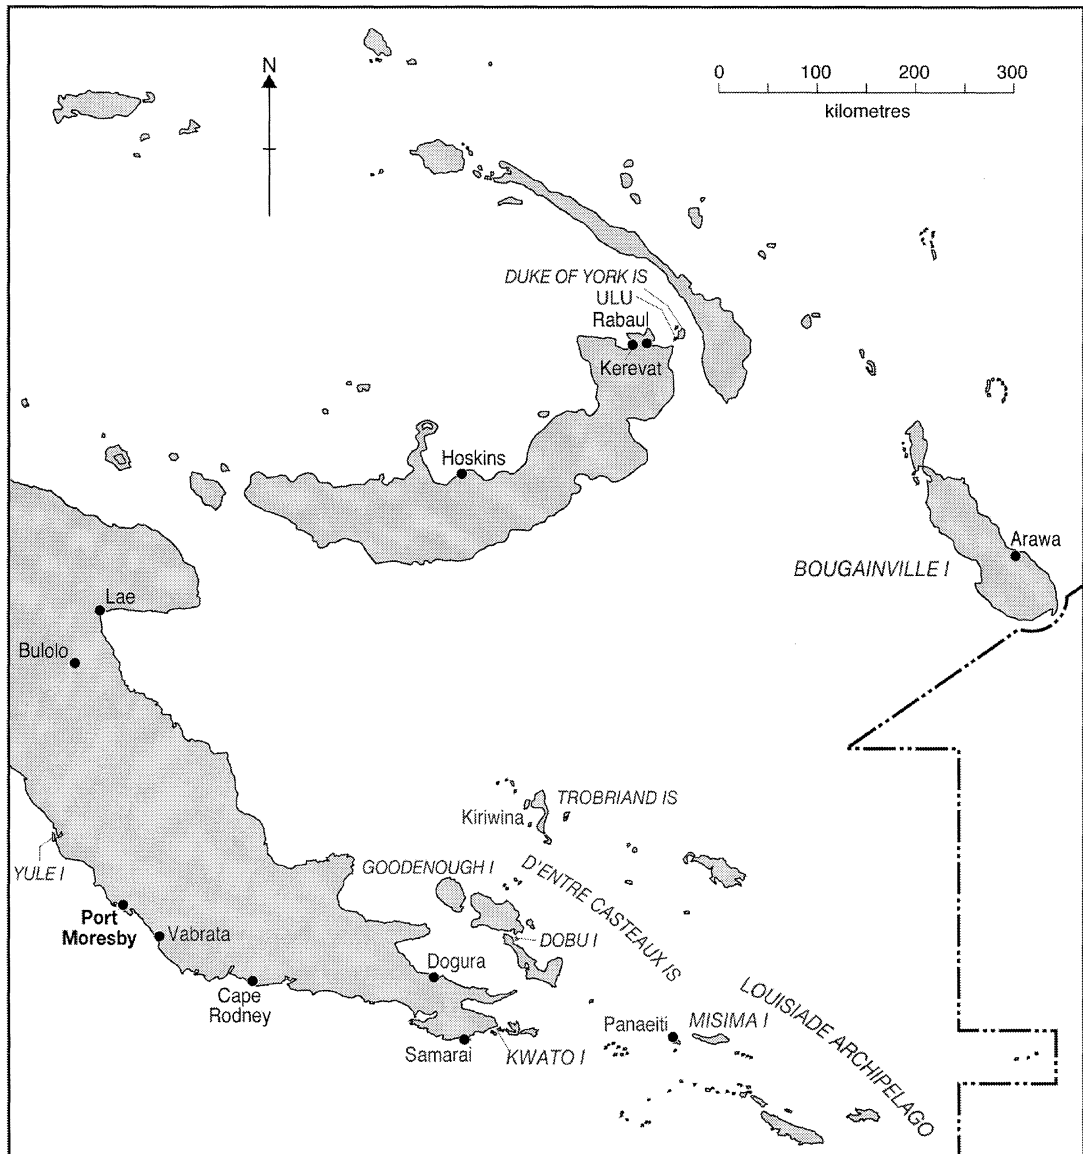 N
0 100 200 300
kilometres
DUKE OF YORK IS
ULU
Rabaul
Kerevat
Hoskins
Arawa
BOUGAINVILLE I
Lae
Bulolo
TROBRIAND IS
Kiriwina
YULE I
GOODENOUGH I
D'ENTRE CASTEAUX IS
Port
Moresby
Vabrata
DOBU I
Dogura
Cape
Rodney
LOUISIADE ARCHIPELAGO
Panaeiti
MISIMA I
Samarai
KWATO I